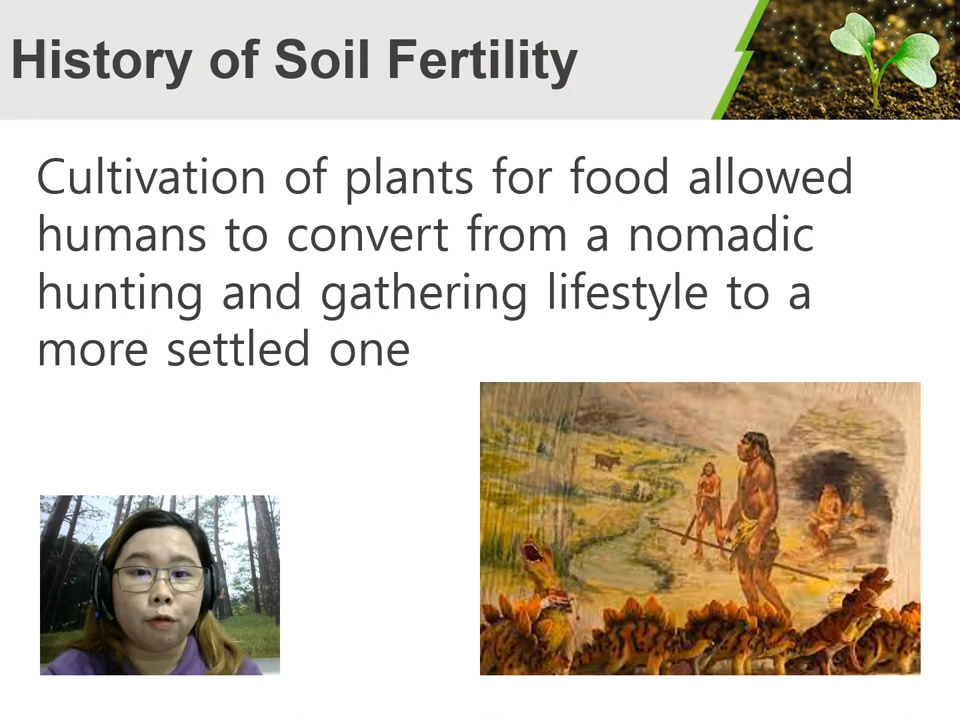 History of Soil Fertility
Cultivation of plants for food allowed
humans to convert from a nomadic
hunting and gathering lifestyle to a
more settled one